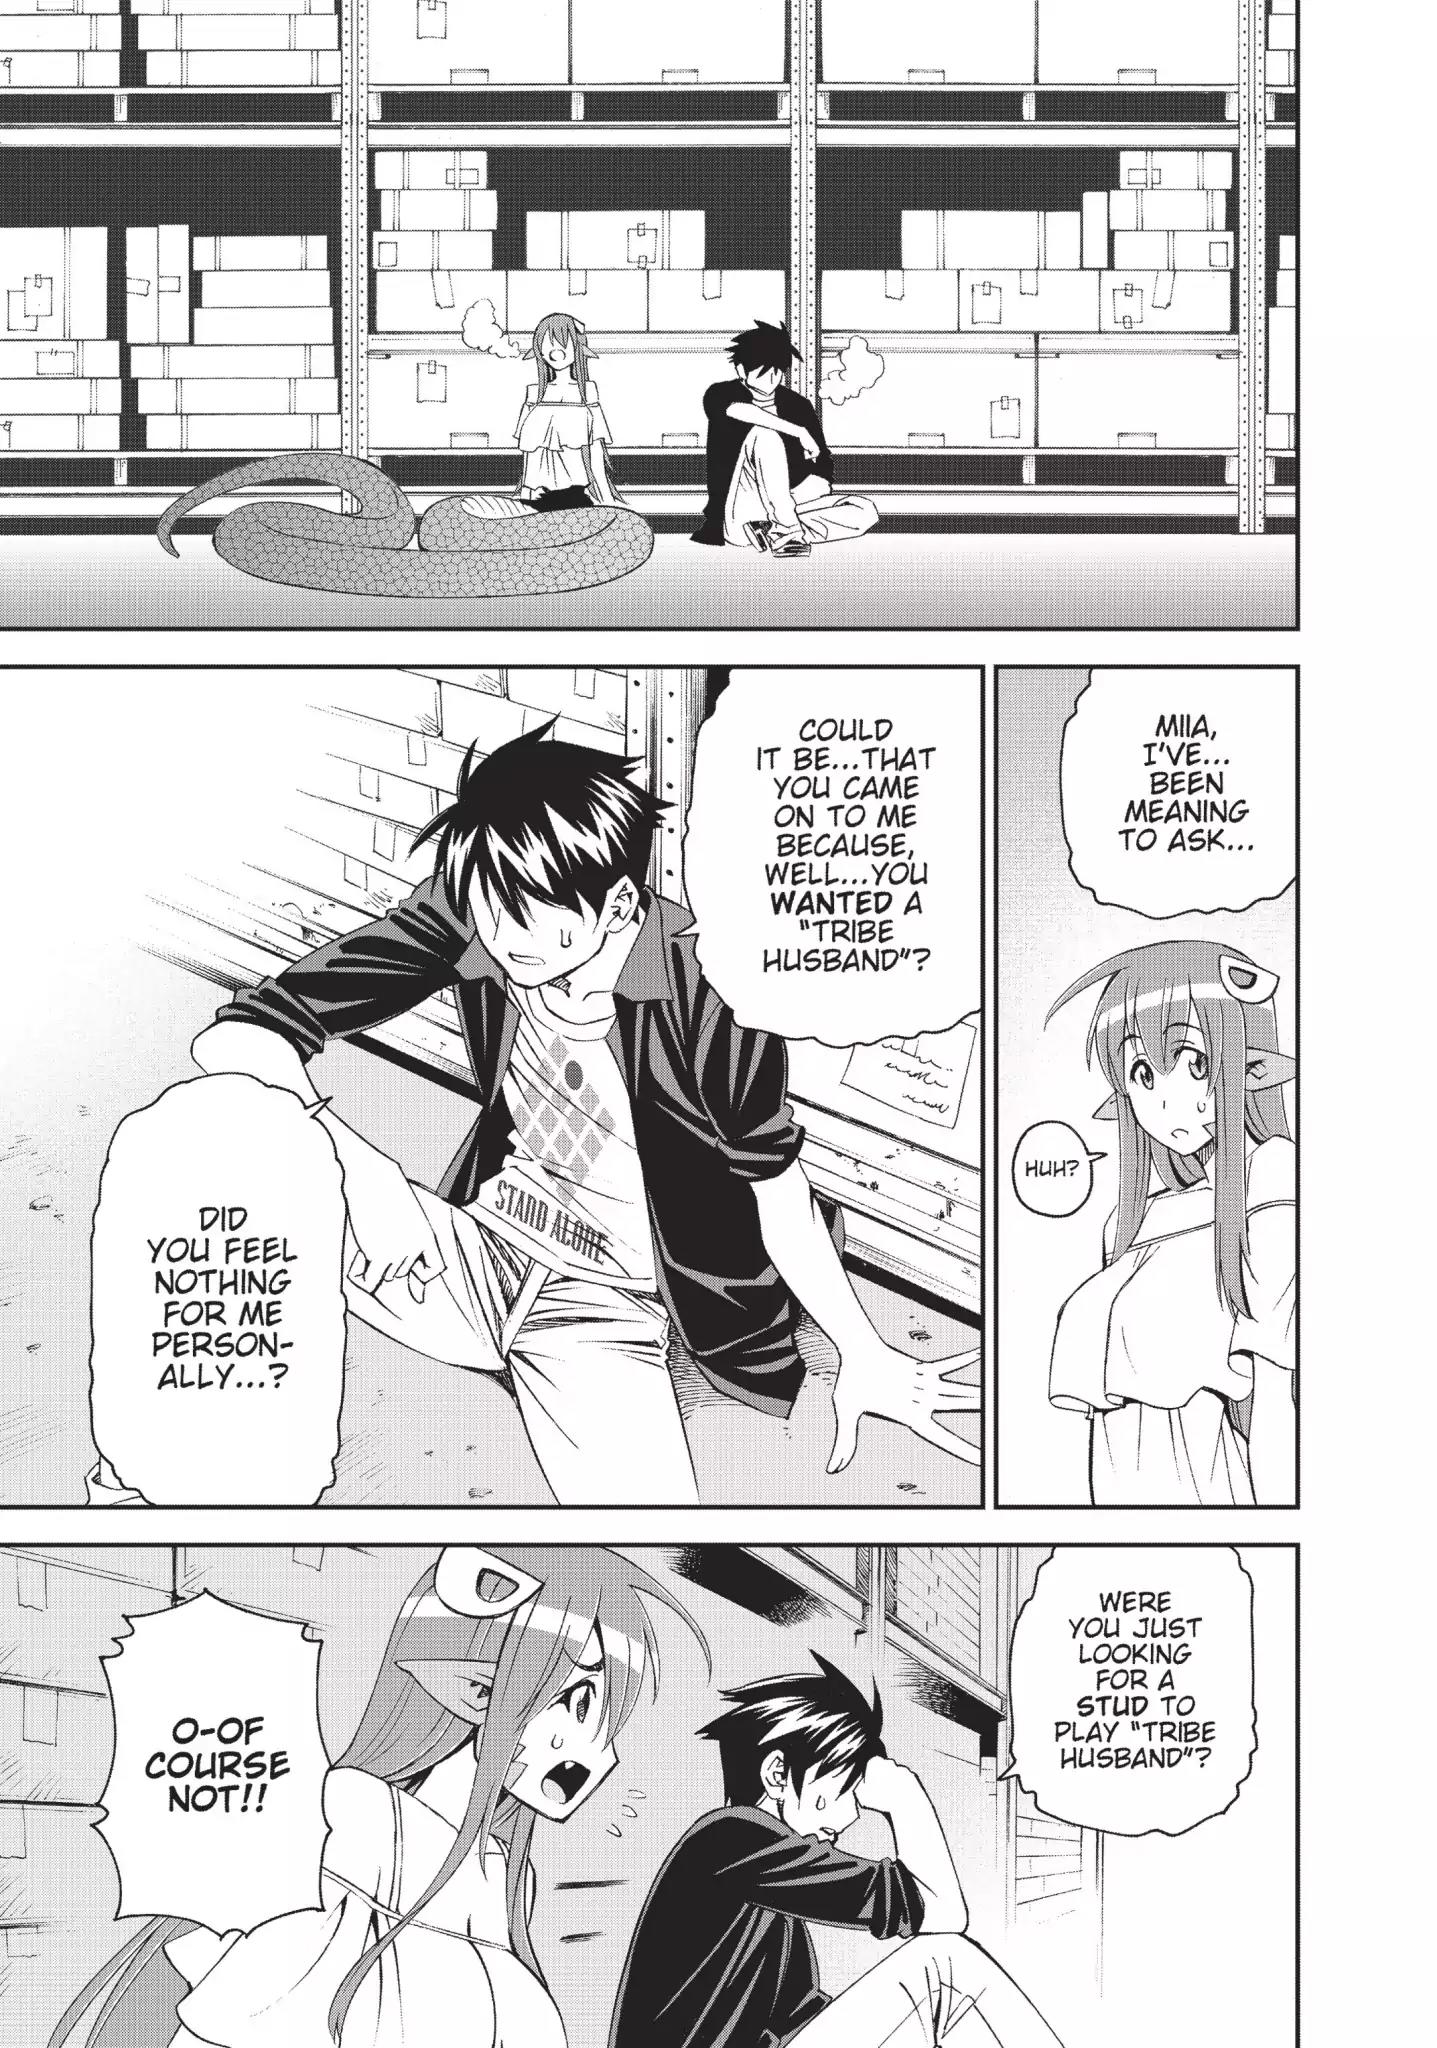 MIIA,
I'VE...
BEEN
MEANING
TO ASK...
HUH?
COULD
IT BE...THAT
YOU CAME
ON TO ME
BECAUSE,
WELL...YOU
WANTED A
"TRIBE
HUSBAND"?
STAND ALONE
DID
YOU FEEL
NOTHING
FOR ME
PERSON-
ALLY...?
WERE
YOU JUST
LOOKING
FOR A
STUD TO
PLAY "TRIBE
HUSBAND"?
O-OF
COURSE
NOT!!